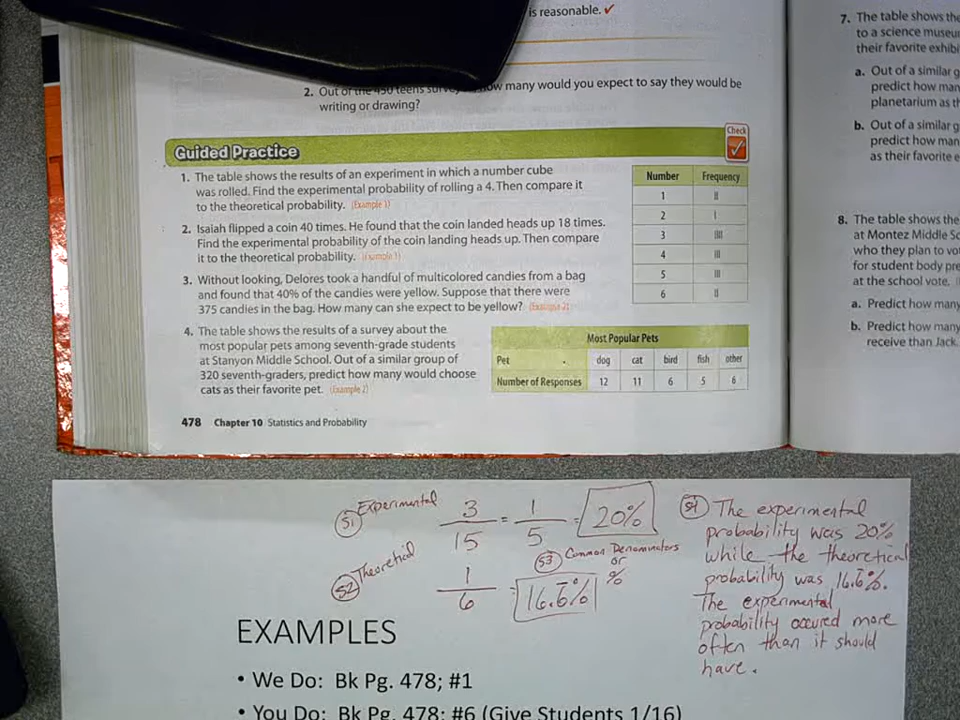 is reasonable. ✓
2. Out of the 450 teens how many would you expect to say they would be
writing or drawing?
Guided Practice
Check
1. The table shows the results of an experiment in which a number cube
was rolled. Find the experimental probability of rolling a 4. Then compare it
to the theoretical probability. (Example 1)
2. Isaiah flipped a coin 40 times. He found that the coin landed heads up 18 times.
Find the experimental probability of the coin landing heads up. Then compare
it to the theoretical probability. (Example 1)
3. Without looking, Delores took a handful of multicolored candies from a bag
and found that 40% of the candies were yellow. Suppose that there were
375 candies in the bag. How many can she expect to be yellow? (Example 2)
4. The table shows the results of a survey about the
most popular pets among seventh-grade students
at Stanyon Middle School. Out of a similar group of
320 seventh-graders, predict how many would choose
cats as their favorite pet. (Example 2)
Number Frequency
1 ||
2 |
3 ||||
4 |||
5 |||
6 ||
Most Popular Pets
Pet dog cat bird fish other
Number of Responses 12 11 6 5 6
478 Chapter 10 Statistics and Probability
7. The table shows the
to a science museum
their favorite exhibi
a. Out of a similar g
predict how man
planetarium as th
b. Out of a similar g
predict how man
as their favorite e
8. The table shows the
at Montez Middle Sc
who they plan to vot
for student body pre
at the school vote.
a. Predict how many
b. Predict how many
receive than Jack.
S1 Experimental 3/15 = 1/5 = 20%
S2 Theoretical 1/6 = 16.6̅%
S3 Common Denominators
or
%
S4 The experimental
probability was 20%
while the theoretical
probability was 16.6̅%.
The experimental
probability occured more
often than it should
have.
EXAMPLES
• We Do: Bk Pg. 478; #1
• You Do: Bk Pg. 478; #6 (Give Students 1/16)